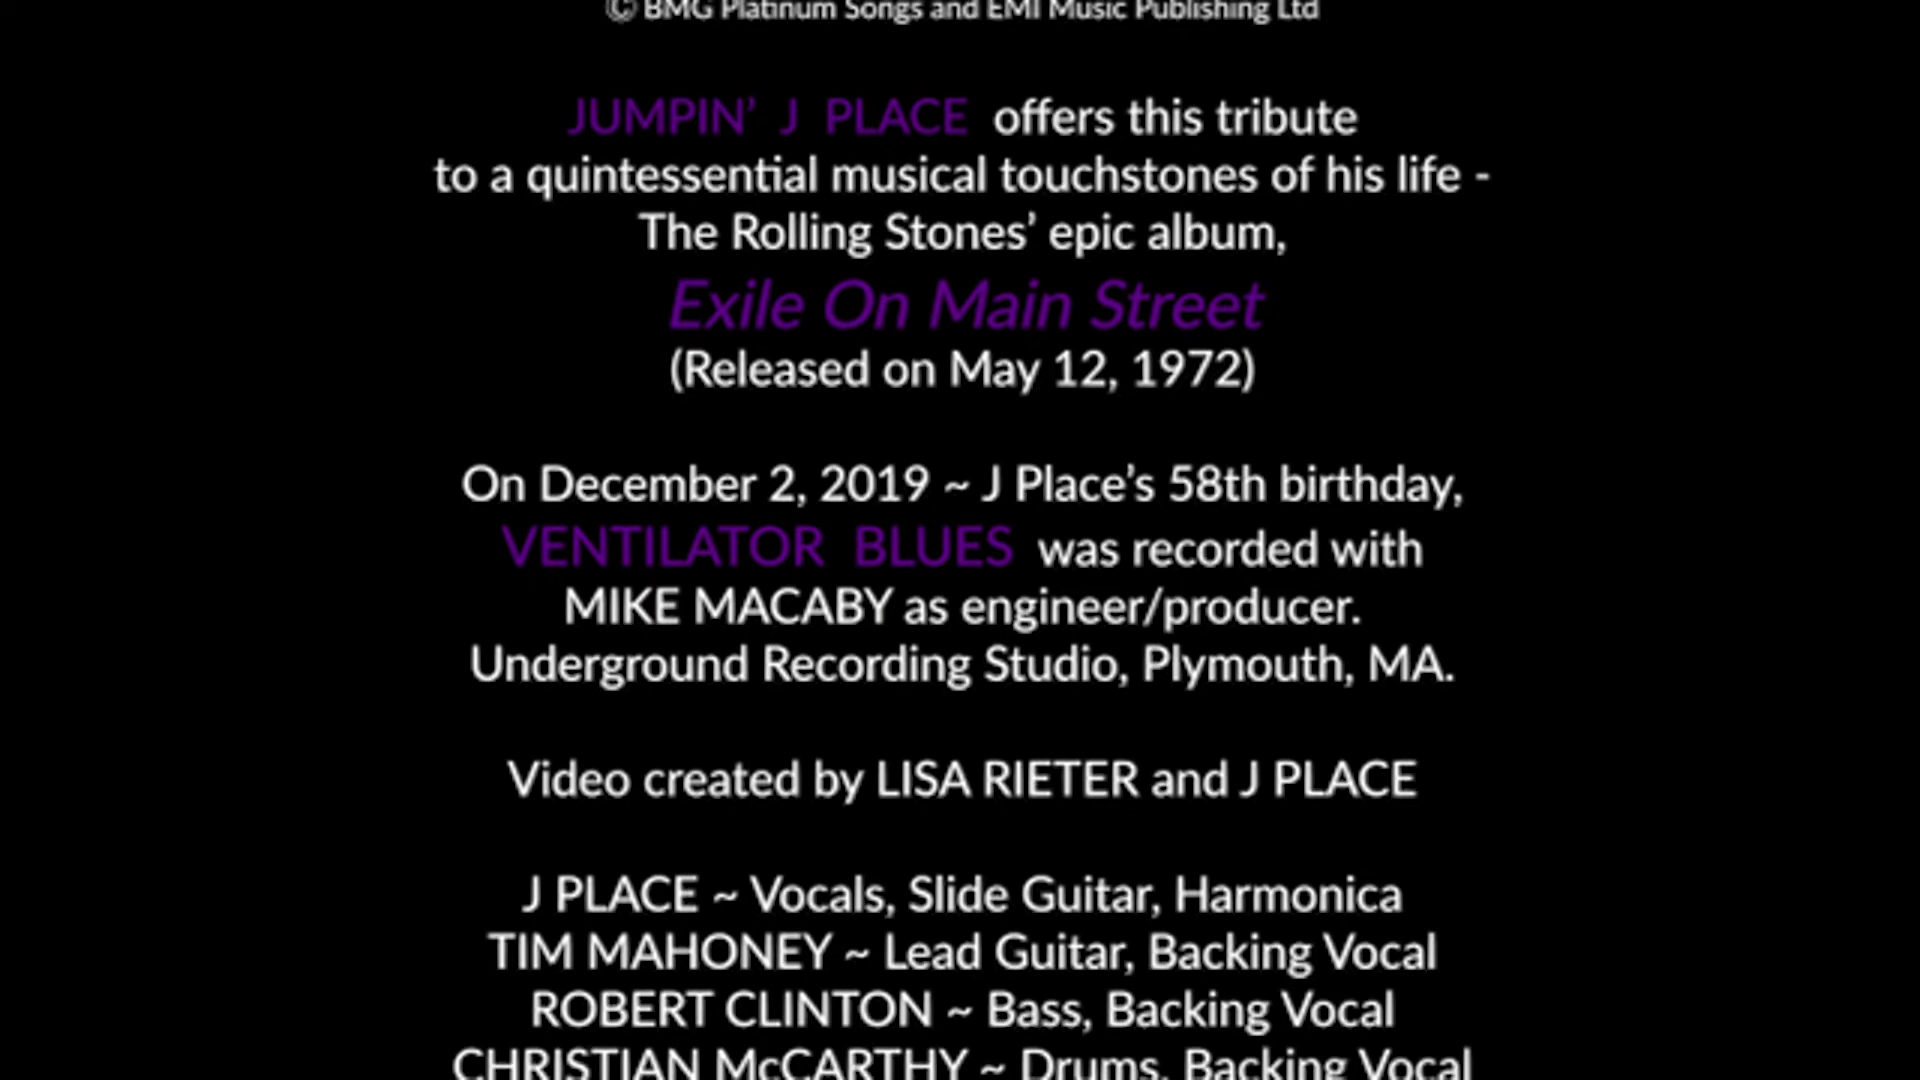 © BMG Platinum Songs and EMI Music Publishing Ltd
JUMPIN’ J PLACE offers this tribute
to a quintessential musical touchstones of his life -
The Rolling Stones’ epic album,
Exile On Main Street
(Released on May 12, 1972)
On December 2, 2019 ~ J Place’s 58th birthday,
VENTILATOR BLUES was recorded with
MIKE MACABY as engineer/producer.
Underground Recording Studio, Plymouth, MA.
Video created by LISA RIETER and J PLACE
J PLACE ~ Vocals, Slide Guitar, Harmonica
TIM MAHONEY ~ Lead Guitar, Backing Vocal
ROBERT CLINTON ~ Bass, Backing Vocal
CHRISTIAN McCARTHY ~ Drums, Backing Vocal